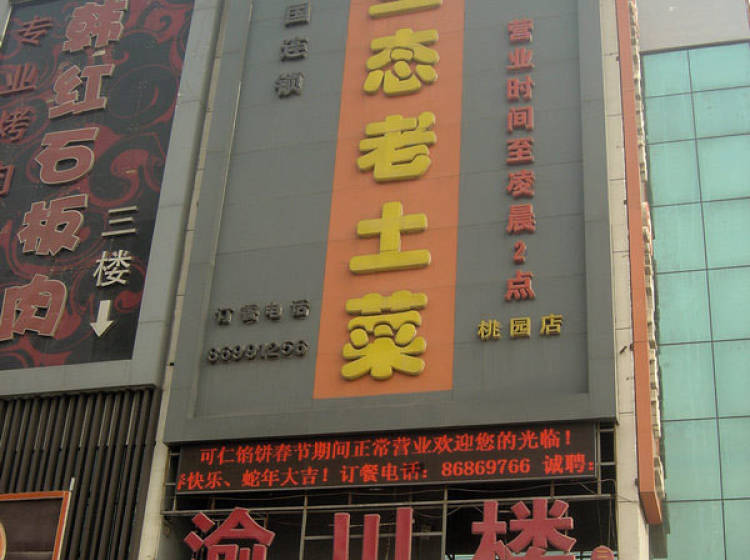 韩红石板肉
专业烤肉
三楼
国连锁
态老土菜
营业时间至凌晨2点
桃园店
订餐电话
86991266
可仁馅饼春节期间正常营业欢迎您的光临！
快乐、蛇年大吉！订餐电话：86869766 诚聘：
渝川楼